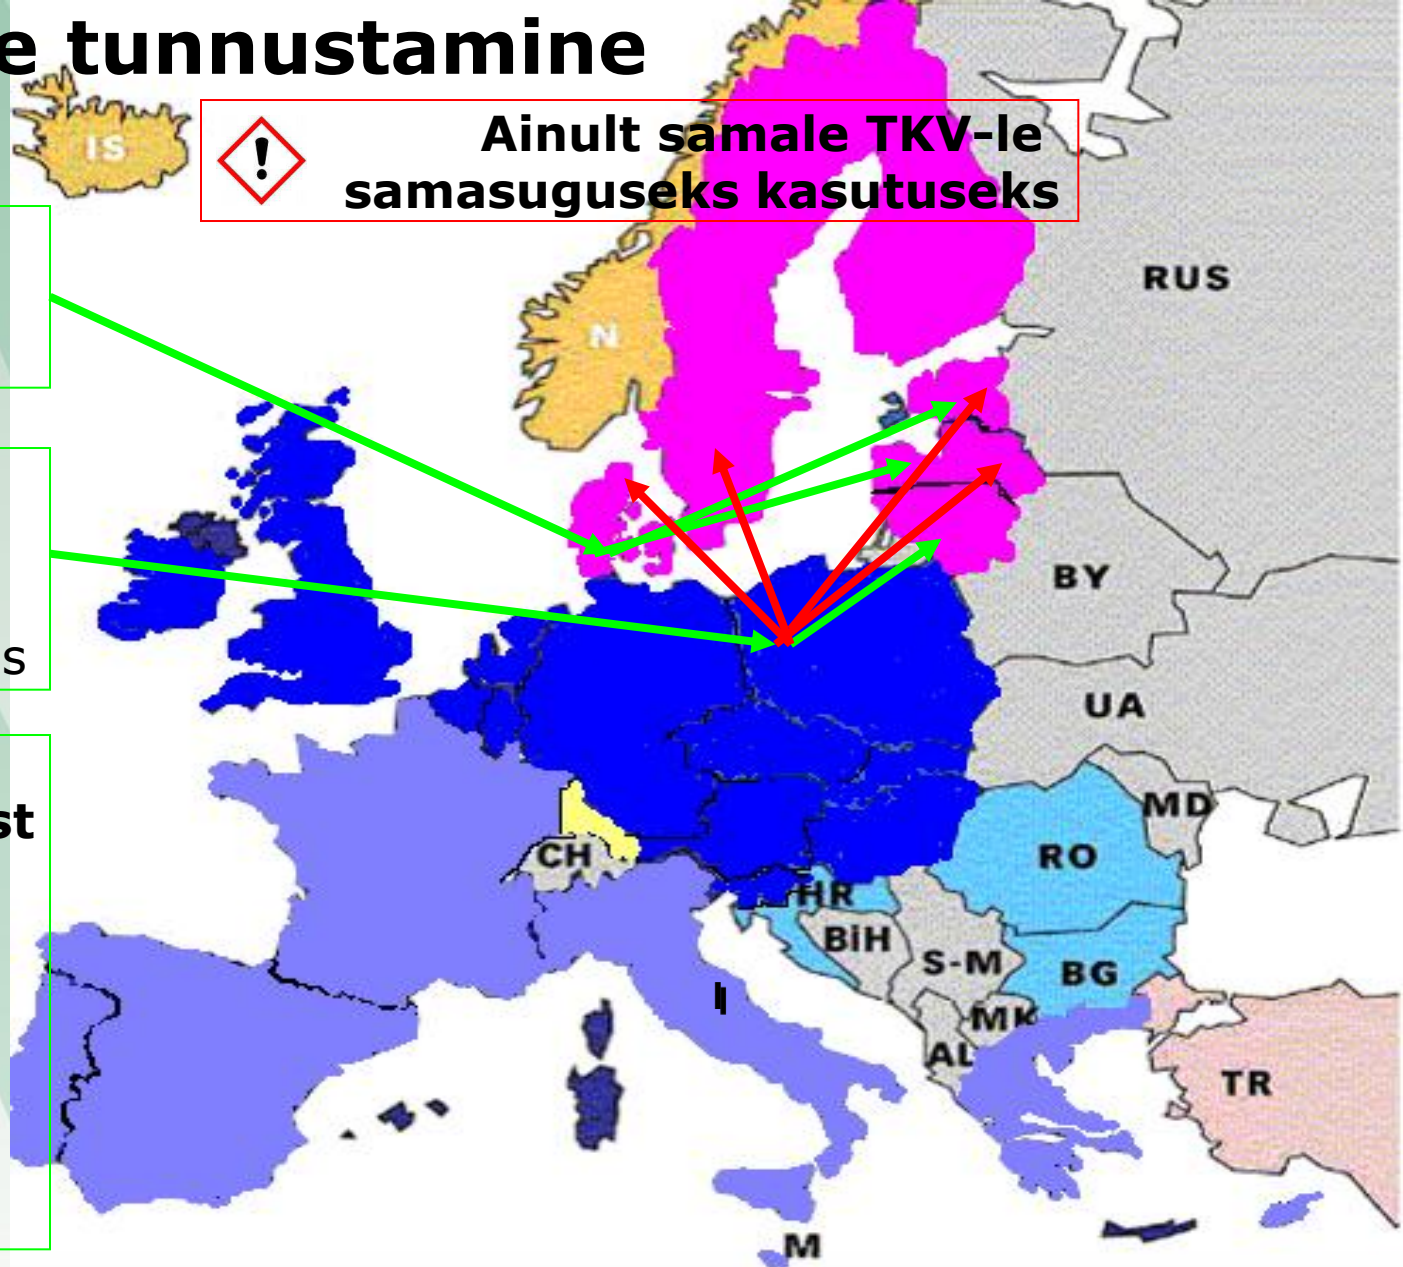 e tunnustamine
IS
!
Ainult samale TKV–le
samasuguseks kasutuseks
RUS
N
BY
s
UA
st
MD
CH
RO
HR
BiH
S-M
BG
I
MK
AL
TR
M